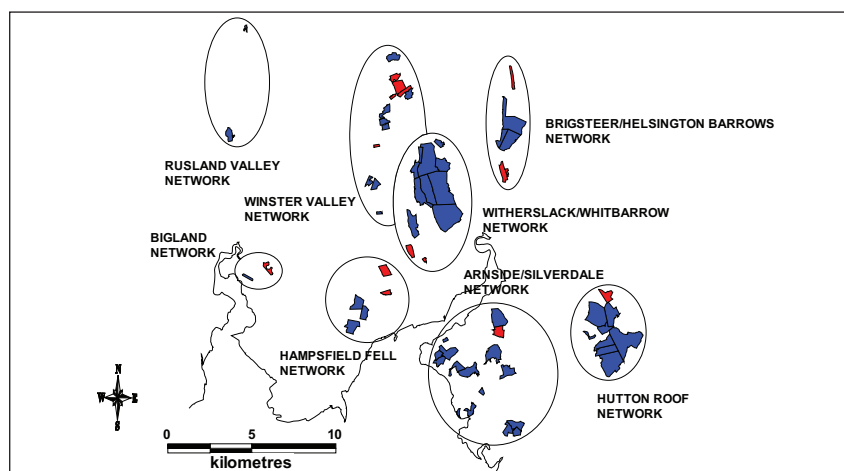 BRIGSTEER/HELSINGTON BARROWS
NETWORK
RUSLAND VALLEY
NETWORK
WINSTER VALLEY
NETWORK
WITHERSLACK/WHITBARROW
NETWORK
BIGLAND
NETWORK
ARNSIDE/SILVERDALE
NETWORK
HAMPSFIELD FELL
NETWORK
HUTTON ROOF
NETWORK
N
W E
S
0 5 10
kilometres